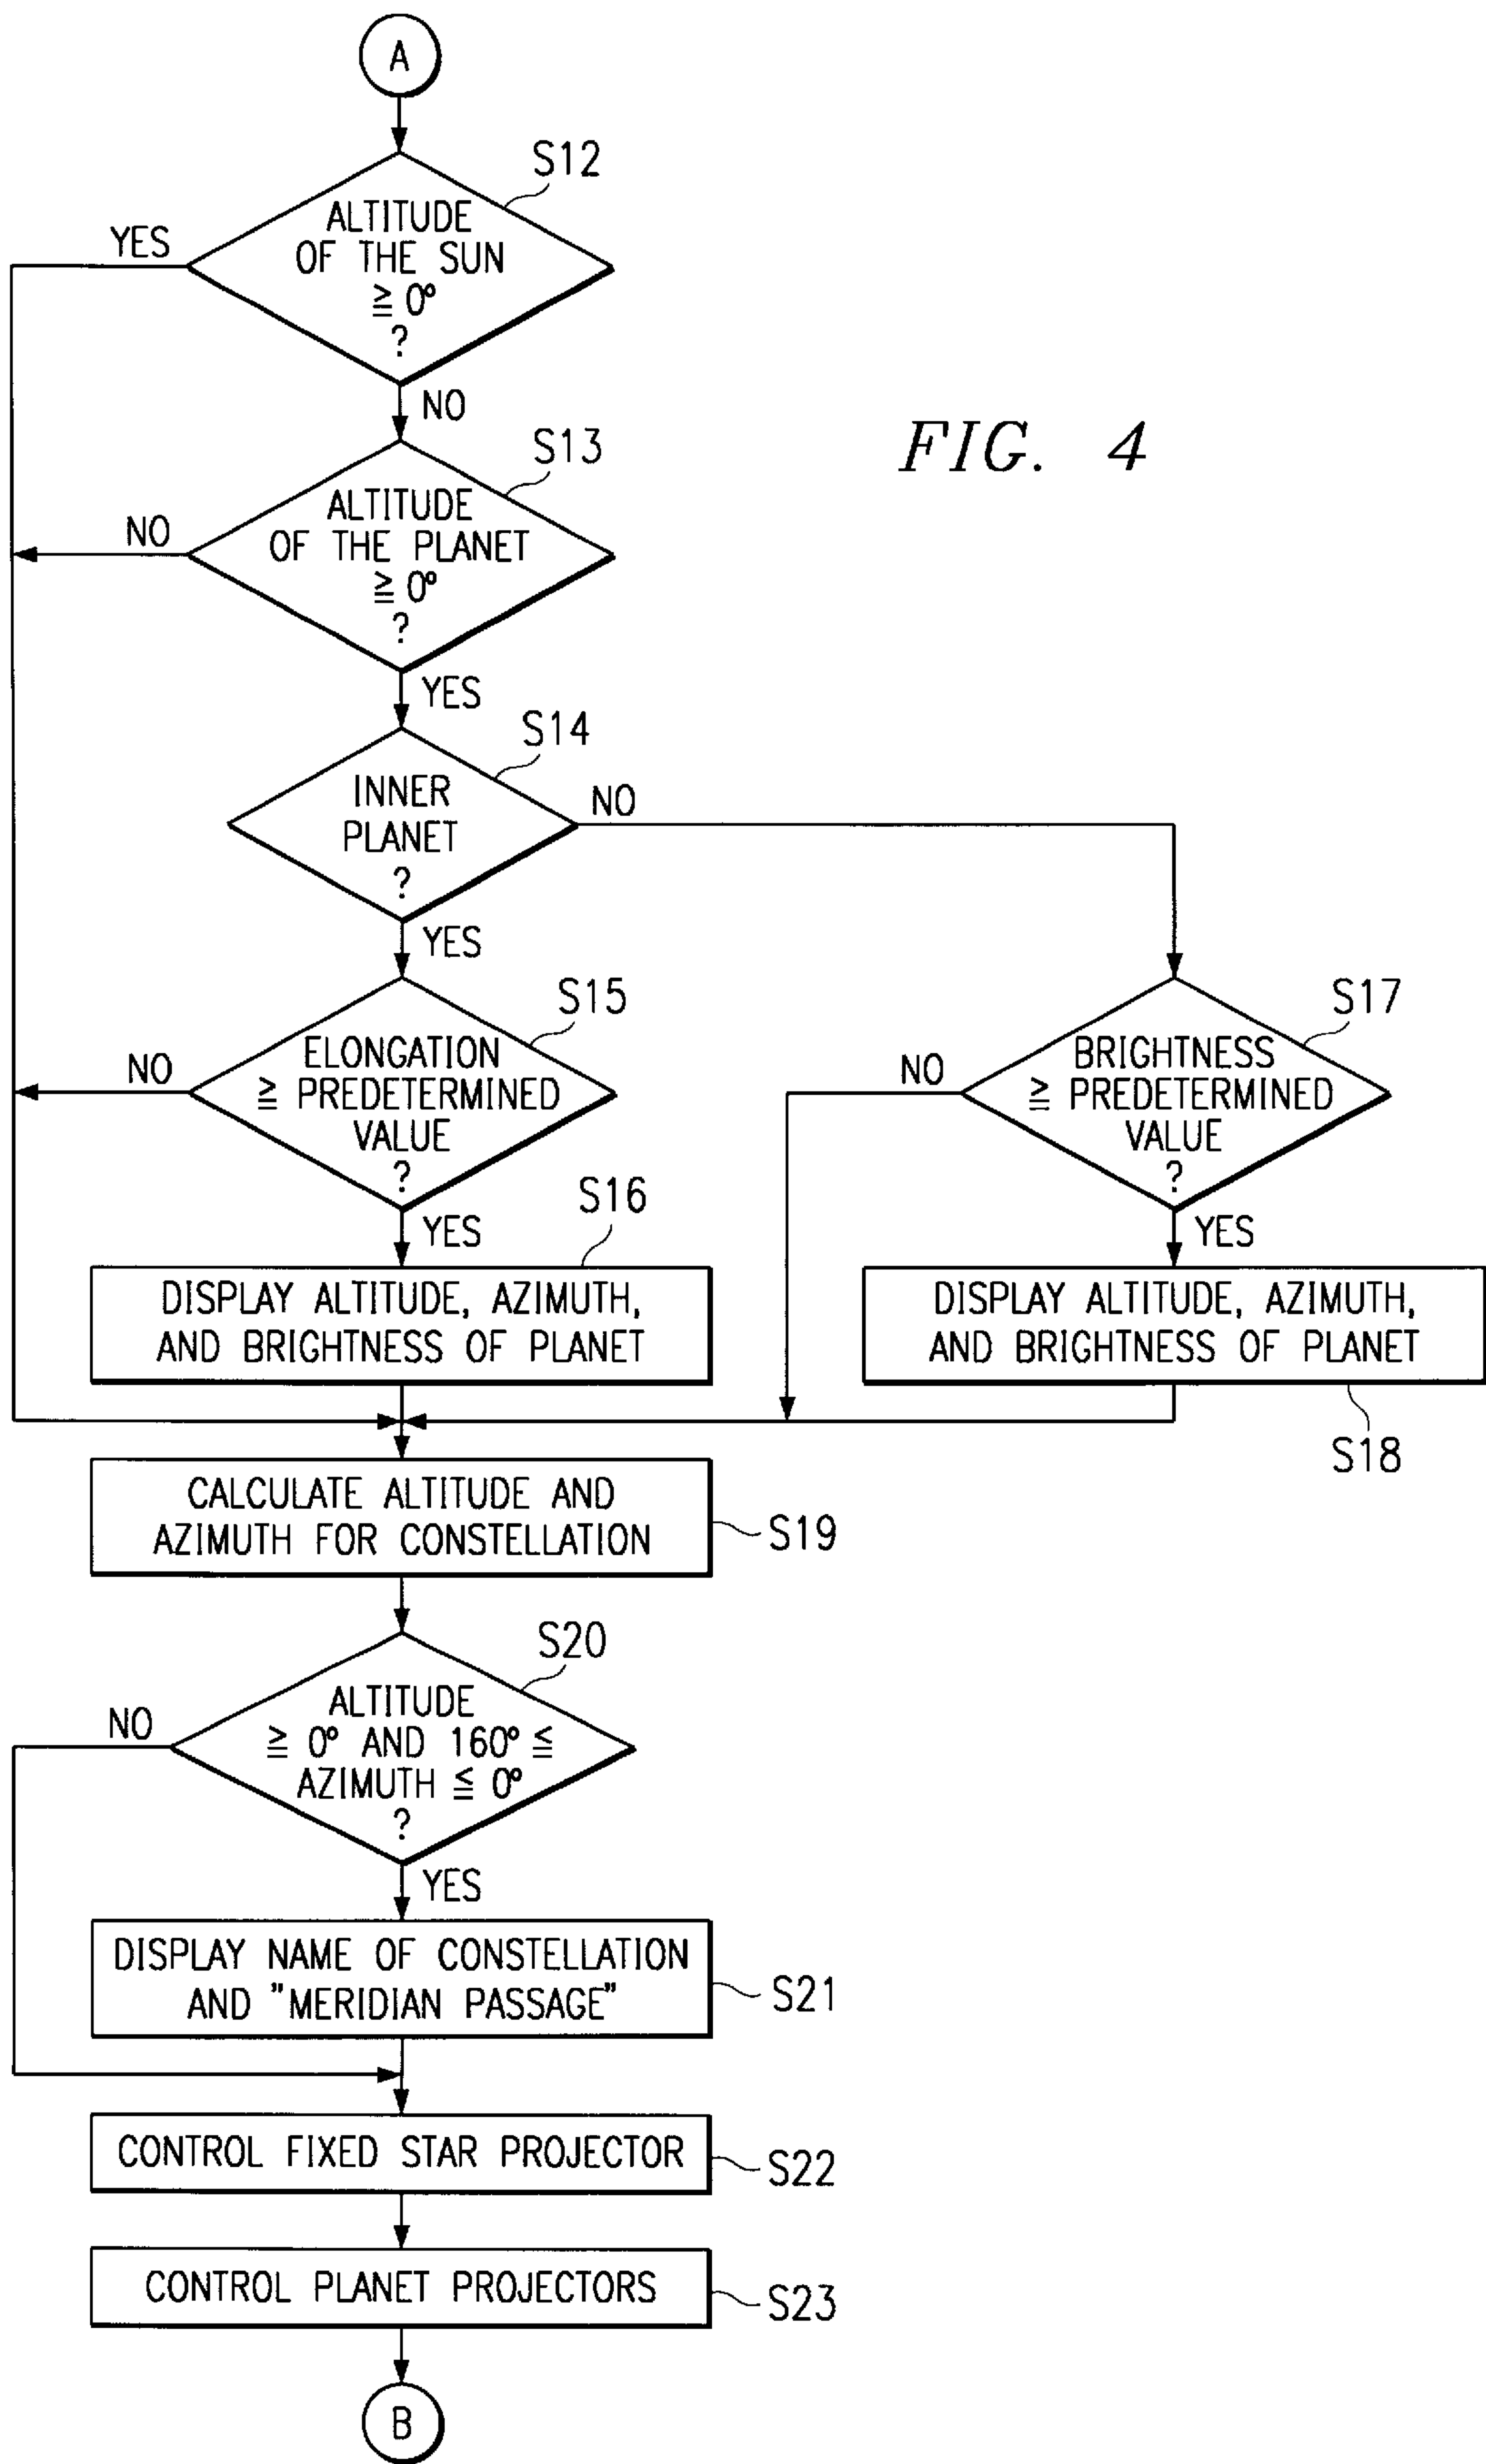 A
S12
ALTITUDE
OF THE SUN
≧ 0°
?
YES
NO
FIG. 4
S13
ALTITUDE
OF THE PLANET
≧ 0°
?
NO
YES
S14
INNER
PLANET
?
NO
YES
S15
ELONGATION
≧ PREDETERMINED
VALUE
?
NO
YES
S17
BRIGHTNESS
≧ PREDETERMINED
VALUE
?
NO
YES
S16
DISPLAY ALTITUDE, AZIMUTH,
AND BRIGHTNESS OF PLANET
DISPLAY ALTITUDE, AZIMUTH,
AND BRIGHTNESS OF PLANET
S18
CALCULATE ALTITUDE AND
AZIMUTH FOR CONSTELLATION
S19
S20
ALTITUDE
≧ 0° AND 160° ≦
AZIMUTH ≦ 0°
?
NO
YES
DISPLAY NAME OF CONSTELLATION
AND "MERIDIAN PASSAGE"
S21
CONTROL FIXED STAR PROJECTOR
S22
CONTROL PLANET PROJECTORS
S23
B